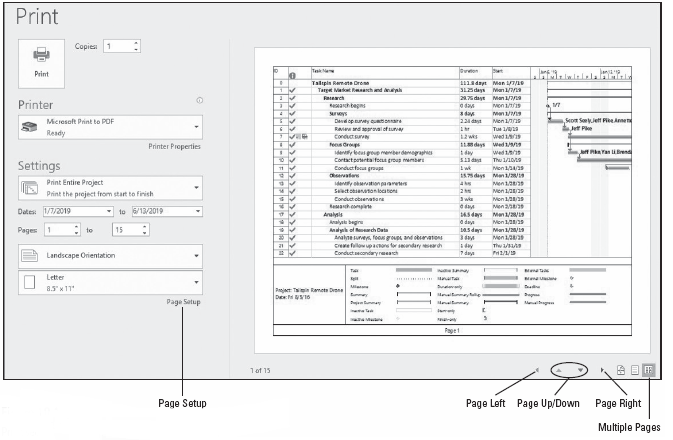 Print
Copies: 1
Print
Printer
Microsoft Print to PDF
Ready
Printer Properties
Settings
Print Entire Project
Print the project from start to finish
Dates: 1/7/2019 to 6/13/2019
Pages: 1 to 15
Landscape Orientation
Letter
8.5" x 11"
Page Setup
ID Task Name Duration Start
0 Tailspin Remote Drone 111.9 days Mon 1/7/19
1 Target Market Research and Analysis 31.25 days Mon 1/7/19
2 Research 29.75 days Mon 1/7/19
3 Research begins 0 days Mon 1/7/19 1/7
4 Surveys 8 days Mon 1/7/19
5 Develop survey questionnaire Mon 1/7/19 Scott Seely,Jeff Pike,Annette
6 Review and approval of survey 1 hr Tue 1/8/19 Jeff Pike
7 Conduct survey 1.2 wks Wed 1/9/19
8 Focus Groups 11.88 days Wed 1/9/19
9 Identify focus group member demographics 1 day Wed 1/9/19 Jeff Pike,Yan Li,Brenda
10 Contact potential focus group members 5.13 days Thu 1/10/19
11 Conduct focus groups 1 wk Mon 1/14/19
12 Observations 15.75 days Mon 1/28/19
13 Identify observation parameters 4 hrs Mon 1/28/19
14 Select observation locations 2 hrs Mon 1/28/19
15 Conduct observations 3 wks Mon 1/28/19
16 Research complete 0 days Mon 1/28/19
17 Analysis 16.5 days Mon 1/28/19
18 Analysis begins 0 days Mon 1/28/19
19 Analysis of Research Data 16.5 days Mon 1/28/19
20 Analyze surveys, focus groups, and observations 3 days Mon 1/28/19
21 Create follow up actions for secondary research 1 day Thu 1/31/19
22 Conduct secondary research 7 days Fri 2/1/19
Project: Tailspin Remote Drone
Date: Fri 8/5/16
Task Inactive Summary External Tasks
Split Manual Task External Milestone
Milestone Duration-only Deadline
Summary Manual Summary Rollup Progress
Project Summary Manual Summary Manual Progress
Inactive Task Start-only
Inactive Milestone Finish-only
Page 1
1 of 15
Page Setup
Page Left Page Up/Down Page Right
Multiple Pages